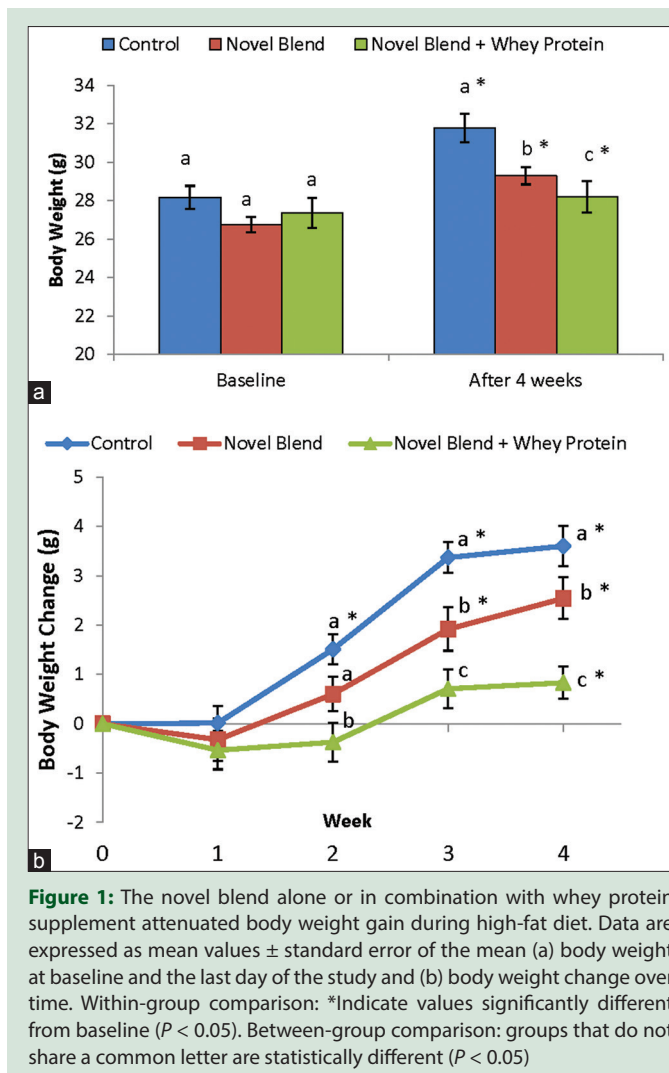 Control Novel Blend Novel Blend + Whey Protein
34
32
30
28
26
24
22
20
Body Weight (g)
a a a
a * b * c *
Baseline After 4 weeks
a
Control Novel Blend Novel Blend + Whey Protein
5
4
3
2
1
0
-1
-2
Body Weight Change (g)
a * a b
a * b * c
a * b * c *
Week
0 1 2 3 4
b
Figure 1: The novel blend alone or in combination with whey protein
supplement attenuated body weight gain during high-fat diet. Data are
expressed as mean values ± standard error of the mean (a) body weight
at baseline and the last day of the study and (b) body weight change over
time. Within-group comparison: *Indicate values significantly different
from baseline (P < 0.05). Between-group comparison: groups that do not
share a common letter are statistically different (P < 0.05)